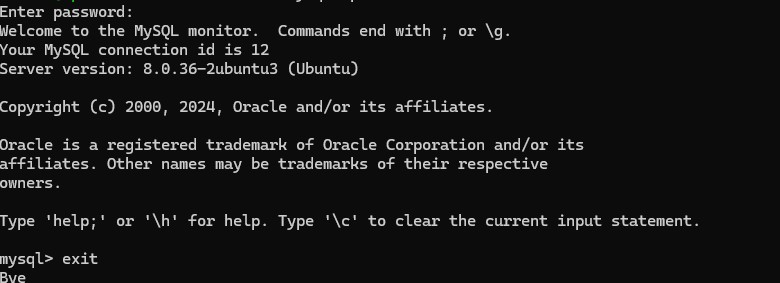 Enter password:
Welcome to the MySQL monitor.  Commands end with ; or \g.
Your MySQL connection id is 12
Server version: 8.0.36-2ubuntu3 (Ubuntu)
Copyright (c) 2000, 2024, Oracle and/or its affiliates.
Oracle is a registered trademark of Oracle Corporation and/or its
affiliates. Other names may be trademarks of their respective
owners.
Type 'help;' or '\h' for help. Type '\c' to clear the current input statement.
mysql> exit
Bye